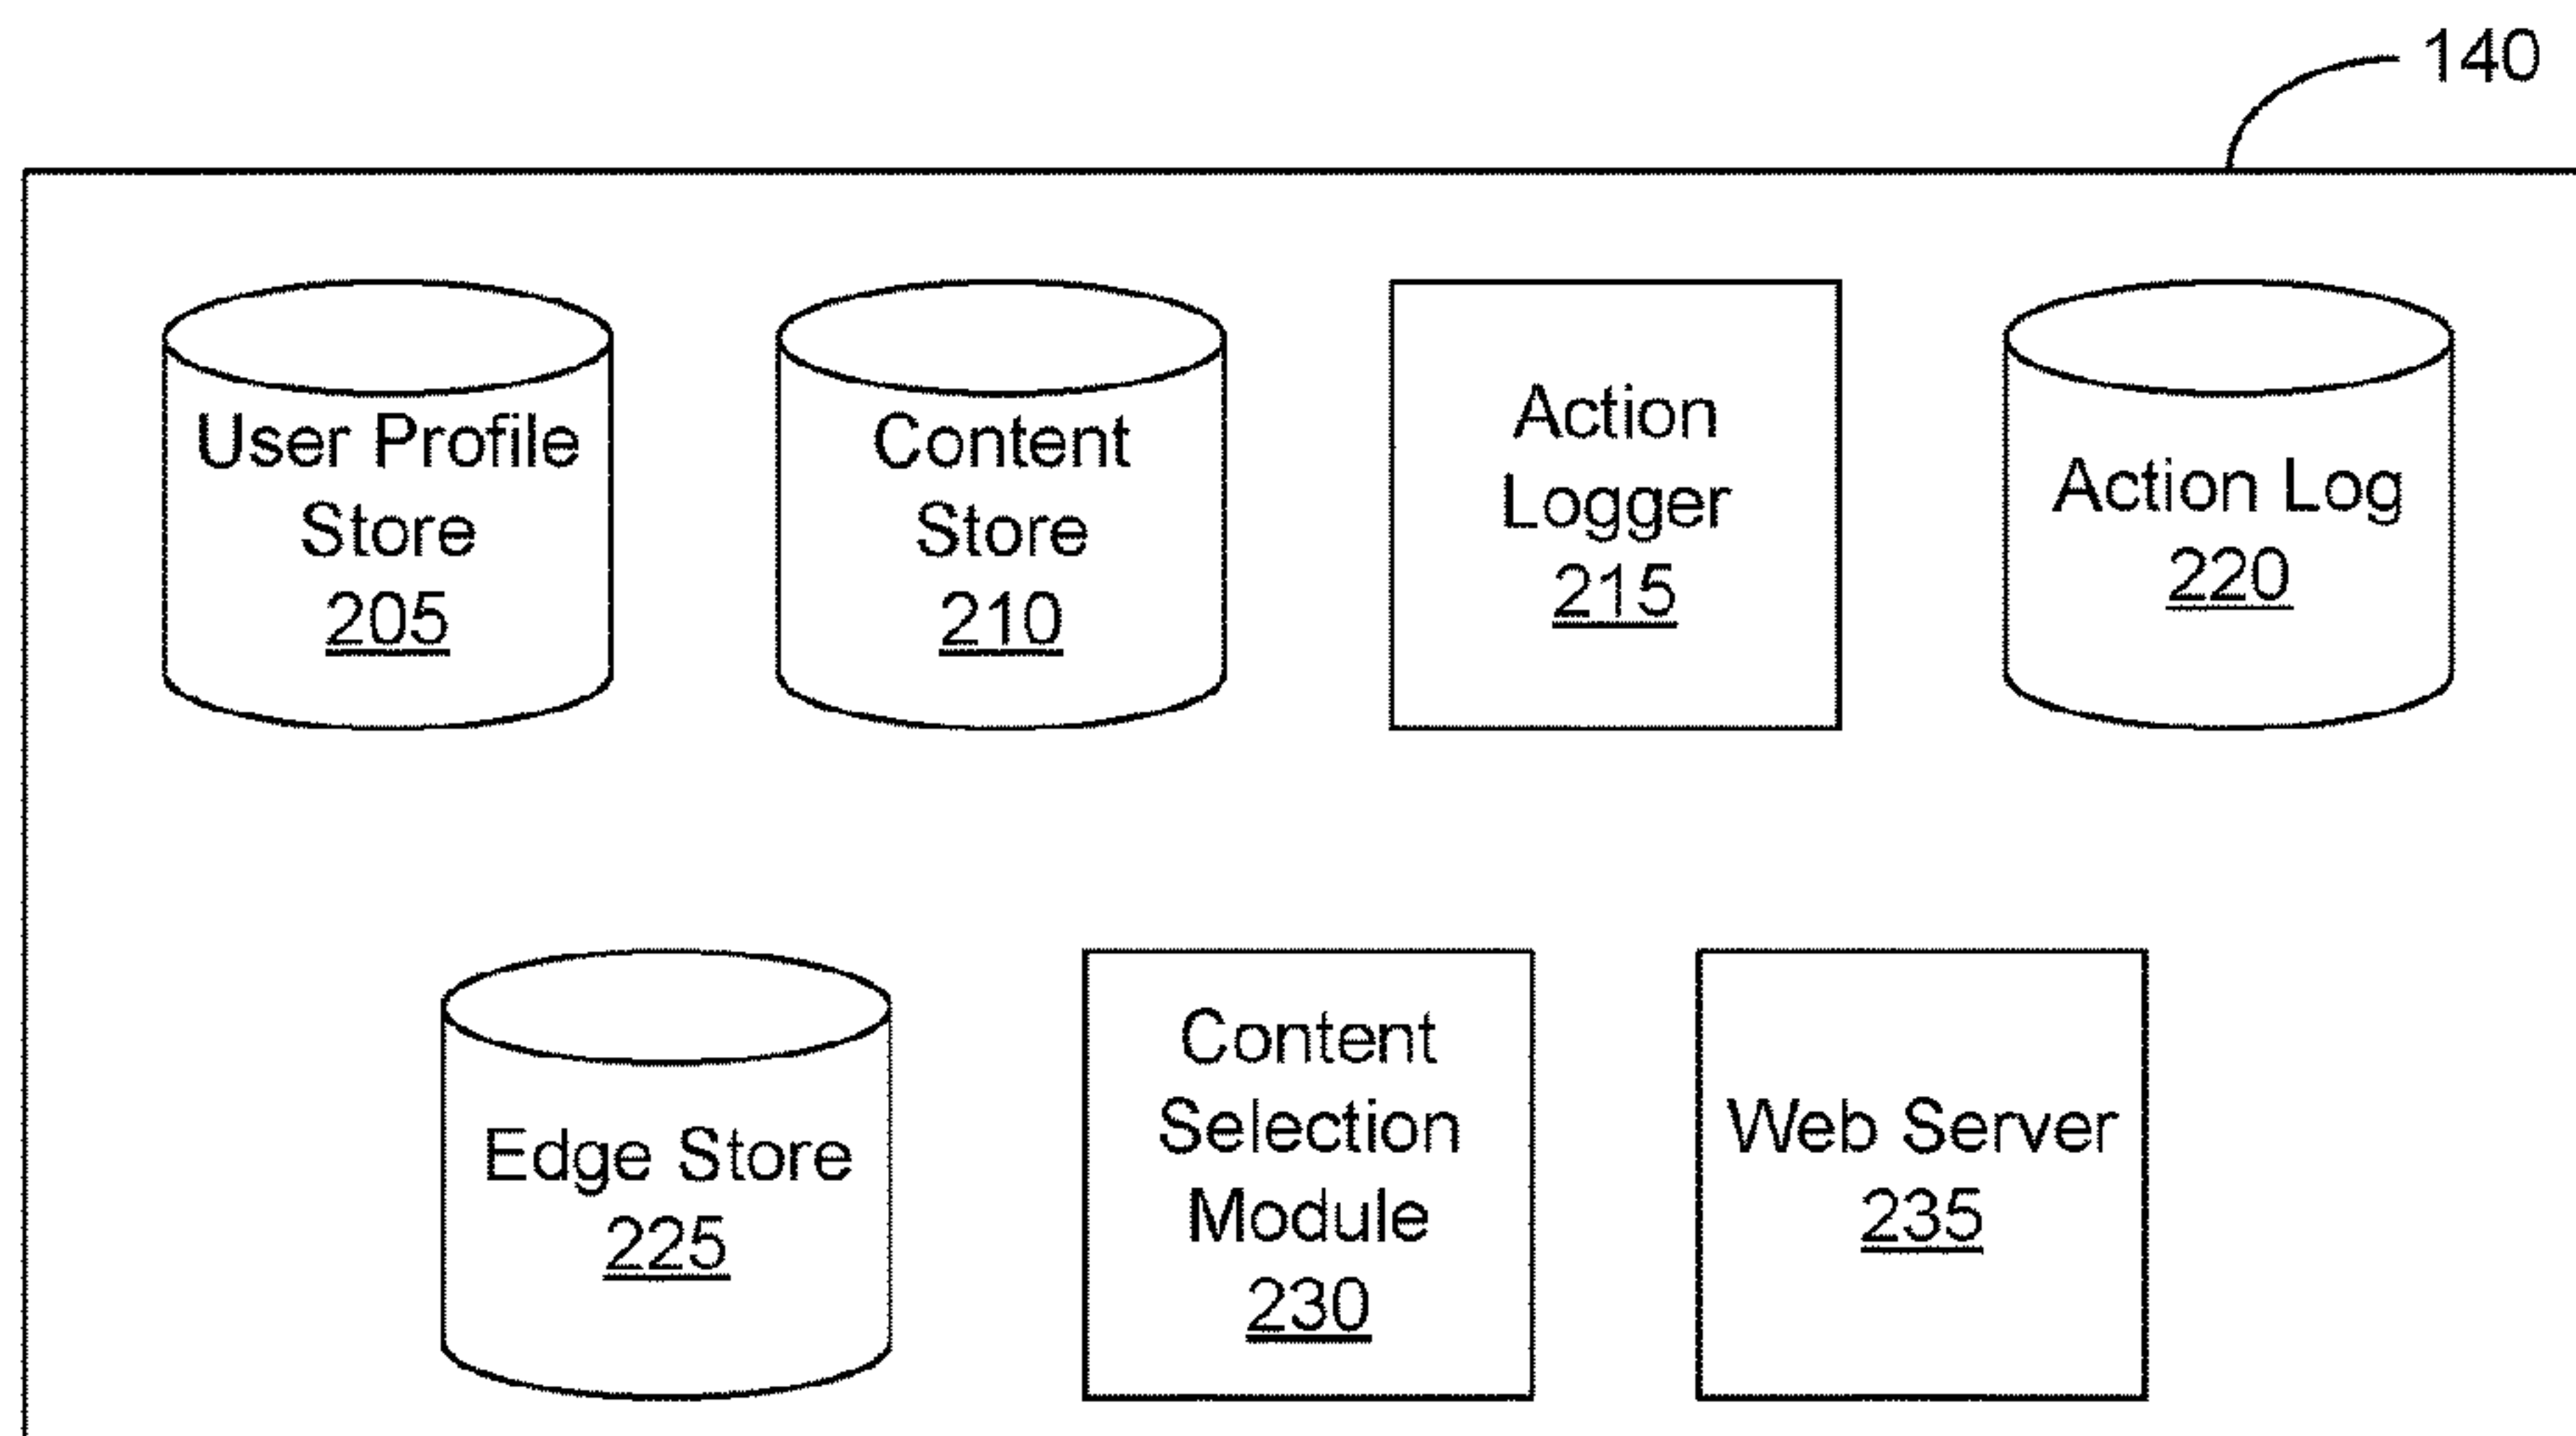 140
User Profile
Store
205
Content
Store
210
Action
Logger
215
Action Log
220
Edge Store
225
Content
Selection
Module
230
Web Server
235